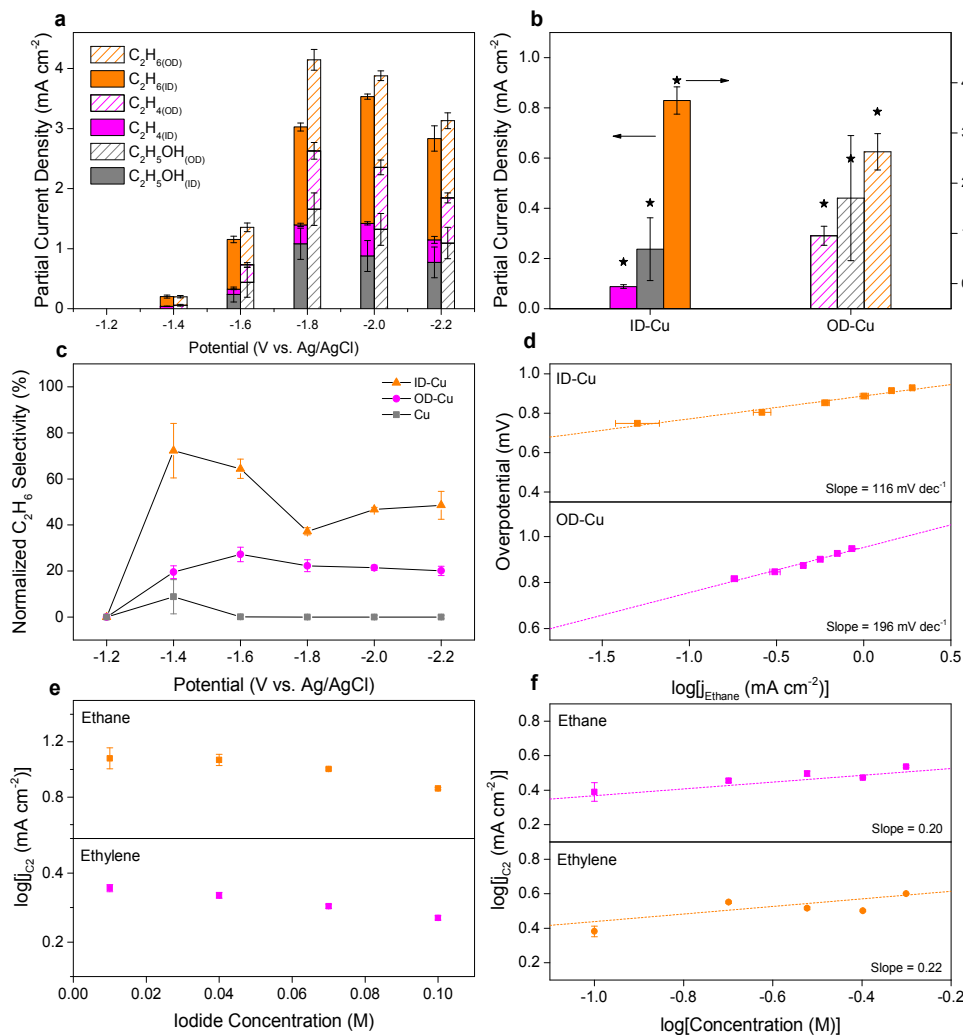 a
Partial Current Density (mA cm⁻²)
4
3
2
1
0
C₂H₆(OD)
C₂H₆(ID)
C₂H₄(OD)
C₂H₄(ID)
C₂H₅OH(OD)
C₂H₅OH(ID)
-1.2 -1.4 -1.6 -1.8 -2.0 -2.2
Potential (V vs. Ag/AgCl)
b
Partial Current Density (mA cm⁻²)
1.0
0.8
0.6
0.4
0.2
0.0
★ ★ ★ ★ ★ ★
ID-Cu OD-Cu
c
Normalized C₂H₆ Selectivity (%)
100
80
60
40
20
0
ID-Cu
OD-Cu
Cu
-1.2 -1.4 -1.6 -1.8 -2.0 -2.2
Potential (V vs. Ag/AgCl)
d
Overpotential (mV)
1.0
0.8
0.6
0.4
ID-Cu
Slope = 116 mV dec⁻¹
1.0
0.8
0.6
OD-Cu
Slope = 196 mV dec⁻¹
-1.5 -1.0 -0.5 0.0 0.5
log[jEthane (mA cm⁻²)]
e
log[jC2 (mA cm⁻²)]
Ethane
1.2
0.8
Ethylene
0.4
0.2
0.00 0.02 0.04 0.06 0.08 0.10
Iodide Concentration (M)
f
log[jC2 (mA cm⁻²)]
Ethane
0.8
0.6
0.4
0.2
Slope = 0.20
Ethylene
0.8
0.6
0.4
0.2
Slope = 0.22
-1.0 -0.8 -0.6 -0.4 -0.2
log[Concentration (M)]